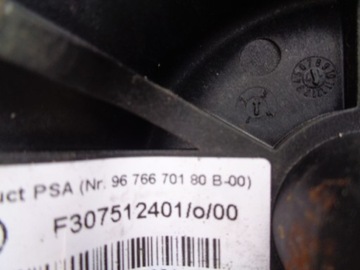 uct PSA (Nr. 96 766 701 80 B-00)
F307512401/o/00